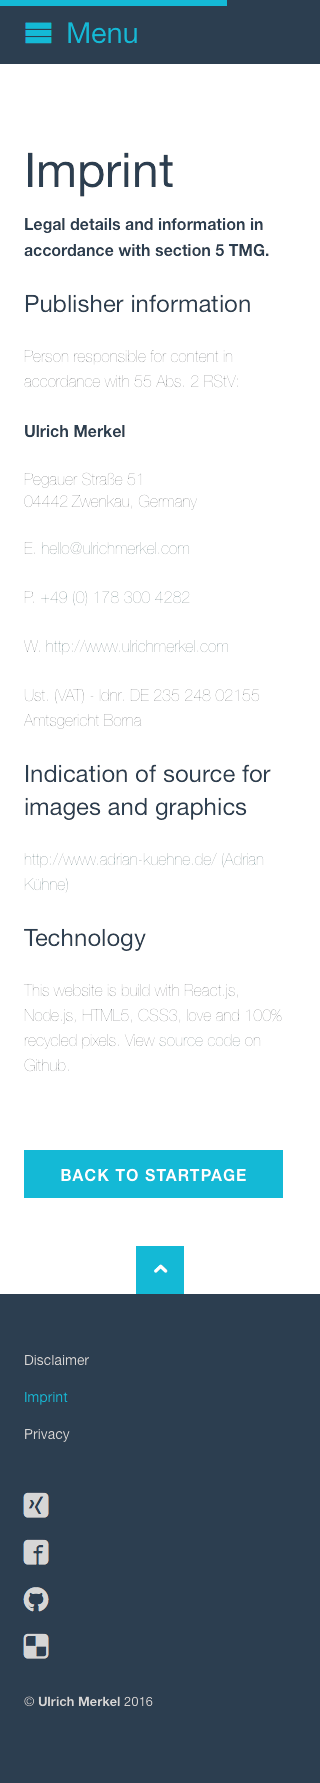 Menu
Imprint
Legal details and information in
accordance with section 5 TMG.
Publisher information
Person responsible for content in
accordance with 55 Abs. 2 RStV:
Ulrich Merkel
Pegauer Straße 51
04442 Zwenkau, Germany
E. hello@ulrichmerkel.com
P. +49 (0) 178 300 4282
W. http://www.ulrichmerkel.com
Ust. (VAT) - Idnr. DE 235 248 02155
Amtsgericht Borna
Indication of source for
images and graphics
http://www.adrian-kuehne.de/ (Adrian
Kühne)
Technology
This website is build with React.js,
Node.js, HTML5, CSS3, love and 100%
recycled pixels. View source code on
Github.
BACK TO STARTPAGE
Disclaimer
Imprint
Privacy
© Ulrich Merkel 2016